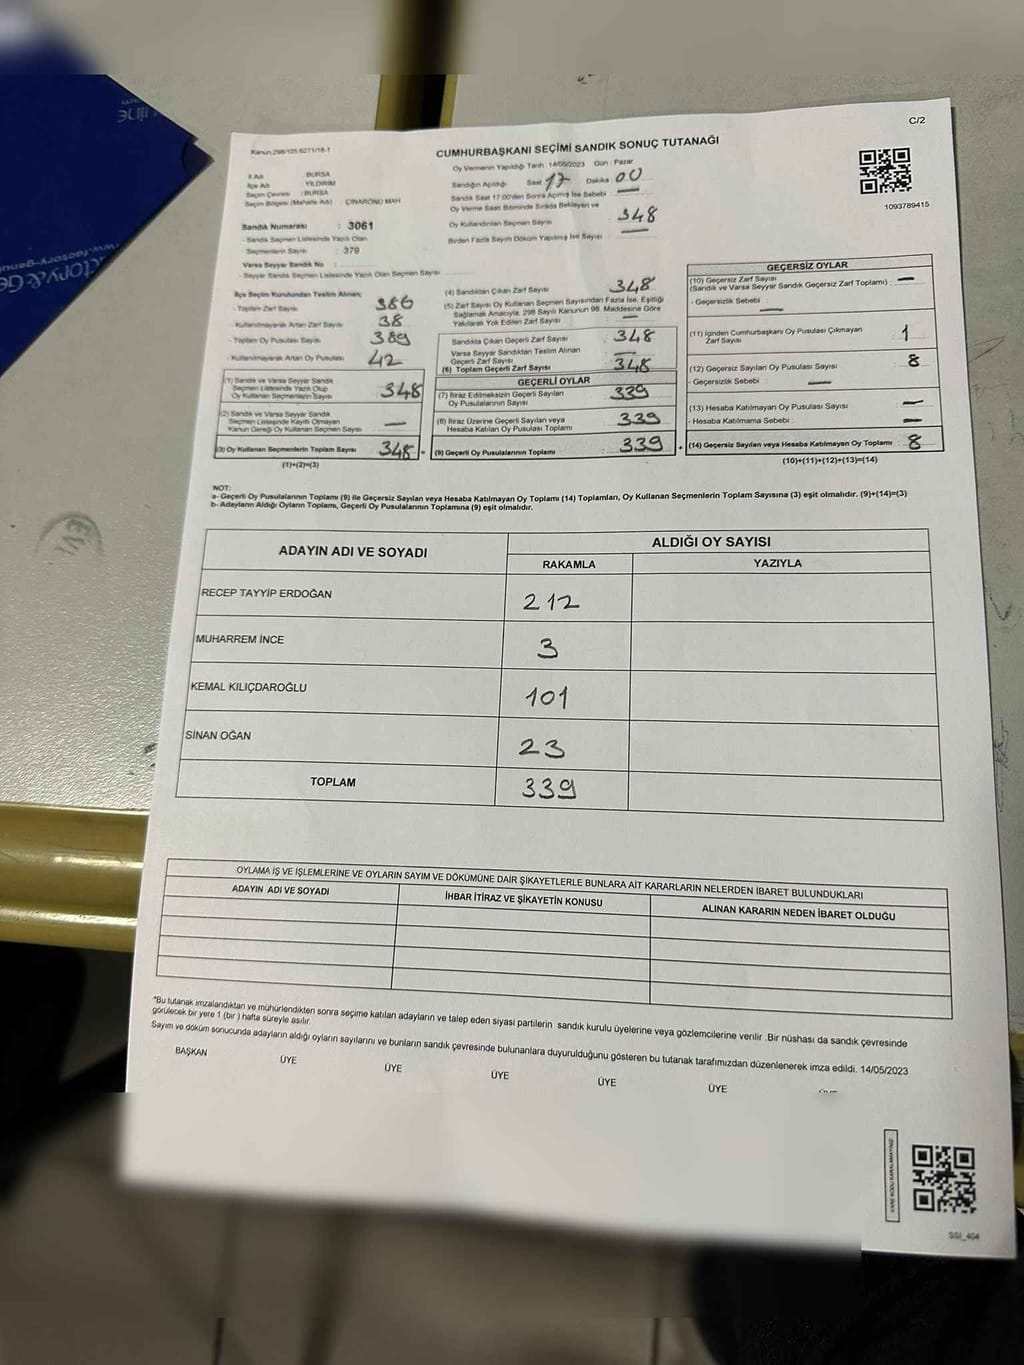 C/2
Kanun:298/105.6271/18-1
CUMHURBAŞKANI SEÇİMİ SANDIK SONUÇ TUTANAĞI
Oy Vermenin Yapıldığı Tarih :14/05/2023 Gün : Pazar
İl Adı : BURSA
İlçe Adı : YILDIRIM
Seçim Çevresi : BURSA
Seçim Bölgesi (Mahalle Adı) : ÇINARÖNÜ MAH
Sandık Numarası : 3061
- Sandık Seçmen Listesinde Yazılı Olan
Seçmenlerin Sayısı : 379
Varsa Seyyar Sandık No :
- Seyyar Sandık Seçmen Listesinde Yazılı Olan Seçmen Sayısı
Sandığın Açıldığı Saat 17 Dakika 00
Sandık Saat 17:00'den Sonra Açılmış İse Sebebi : —
Oy Verme Saati Bitiminde Sırada Bekleyen ve
Oy Kullandırılan Seçmen Sayısı : 348
Birden Fazla Sayım Döküm Yapılmış İse Sayısı : —
1093789415
İlçe Seçim Kurulundan Teslim Alınan;
- Toplam Zarf Sayısı : 386
- Kullanılmayarak Artan Zarf Sayısı : 38
- Toplam Oy Pusulası : 389
- Kullanılmayarak Artan Oy Pusulası : 42
(1) Sandık ve Varsa Seyyar Sandık
Seçmen Listesinde Yazılı Olup
Oy Kullanan Seçmenlerin Sayısı : 348
(2) Sandık ve Varsa Seyyar Sandık
Seçmen Listesinde Kayıtlı Olmayan
Kanun Gereği Oy Kullanan Seçmen Sayısı : —
(3) Oy Kullanan Seçmenlerin Toplam Sayısı : 348 =
(1)+(2)=(3)
(4) Sandıktan Çıkan Zarf Sayısı : 348
(5) Zarf Sayısı Oy Kullanan Seçmen Sayısından Fazla İse, Eşitliği
Sağlamak Amacıyla, 298 Sayılı Kanunun 98. Maddesine Göre
Yakılarak Yok Edilen Zarf Sayısı : —
Sandıkta Çıkan Geçerli Zarf Sayısı : 348
Varsa Seyyar Sandıktan Teslim Alınan
Geçerli Zarf Sayısı : —
(6) Toplam Geçerli Zarf Sayısı : 348
GEÇERLİ OYLAR
(7) İtiraz Edilmeksizin Geçerli Sayılan
Oy Pusulalarının Sayısı : 339
(8) İtiraz Üzerine Geçerli Sayılan veya
Hesaba Katılan Oy Pusulası Toplamı : 339
(9) Geçerli Oy Pusulalarının Toplamı : 339 +
GEÇERSİZ OYLAR
(10) Geçersiz Zarf Sayısı
(Sandık ve Varsa Seyyar Sandık Geçersiz Zarf Toplamı) : —
- Geçersizlik Sebebi : —
(11) İçinden Cumhurbaşkanı Oy Pusulası Çıkmayan
Zarf Sayısı : 1
(12) Geçersiz Sayılan Oy Pusulası Sayısı : 8
- Geçersizlik Sebebi : —
(13) Hesaba Katılmayan Oy Pusulası Sayısı : —
- Hesaba Katılmama Sebebi : —
(14) Geçersiz Sayılan veya Hesaba Katılmayan Oy Toplamı : 8
(10)+(11)+(12)+(13)=(14)
NOT:
a- Geçerli Oy Pusulalarının Toplamı (9) ile Geçersiz Sayılan veya Hesaba Katılmayan Oy Toplamı (14) Toplamları, Oy Kullanan Seçmenlerin Toplam Sayısına (3) eşit olmalıdır. (9)+(14)=(3)
b- Adayların Aldığı Oyların Toplamı, Geçerli Oy Pusulalarının Toplamına (9) eşit olmalıdır.
ADAYIN ADI VE SOYADI ALDIĞI OY SAYISI
RAKAMLA YAZIYLA
RECEP TAYYİP ERDOĞAN 212
MUHARREM İNCE 3
KEMAL KILIÇDAROĞLU 101
SİNAN OĞAN 23
TOPLAM 339
OYLAMA İŞ VE İŞLEMLERİNE VE OYLARIN SAYIM VE DÖKÜMÜNE DAİR ŞİKAYETLERLE BUNLARA AİT KARARLARIN NELERDEN İBARET BULUNDUKLARI
ADAYIN ADI VE SOYADI İHBAR İTİRAZ VE ŞİKAYETİN KONUSU ALINAN KARARIN NEDEN İBARET OLDUĞU
*Bu tutanak imzalandıktan ve mühürlendikten sonra seçime katılan adayların ve talep eden siyasi partilerin sandık kurulu üyelerine veya gözlemcilerine verilir .Bir nüshası da sandık çevresinde
görülecek bir yere 1 (bir ) hafta süreyle asılır.
Sayım ve döküm sonucunda adayların aldığı oyların sayılarını ve bunların sandık çevresinde bulunanlara duyurulduğunu gösteren bu tutanak tarafımızdan düzenlenerek imza edildi. 14/05/2023
BAŞKAN ÜYE ÜYE ÜYE ÜYE ÜYE
KARE KODU KARALAMAYINIZ!
SSI_404
EVİ